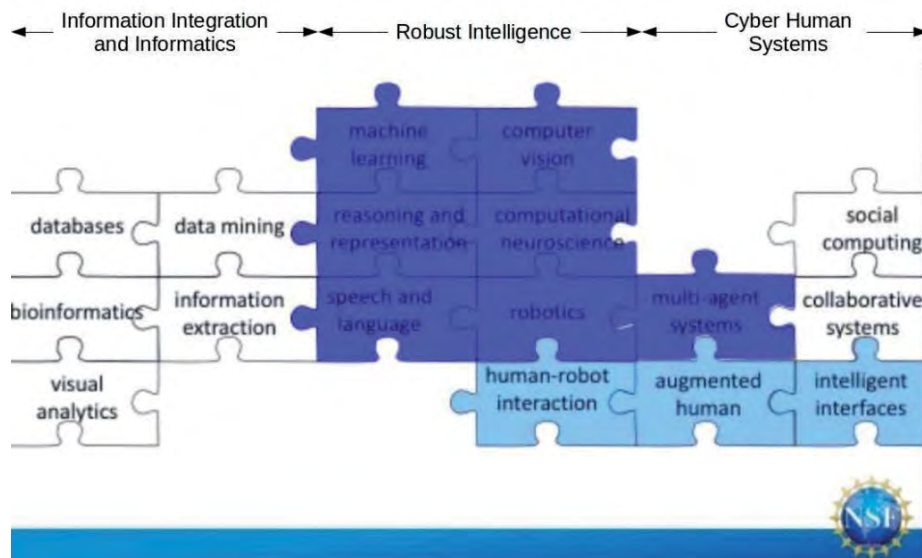 Information Integration
and Informatics
Robust Intelligence
Cyber Human
Systems
machine
learning
computer
vision
databases
data mining
reasoning and
representation
computational
neuroscience
social
computing
bioinformatics
information
extraction
speech and
language
robotics
multi-agent
systems
collaborative
systems
visual
analytics
human-robot
interaction
augmented
human
intelligent
interfaces
NSF